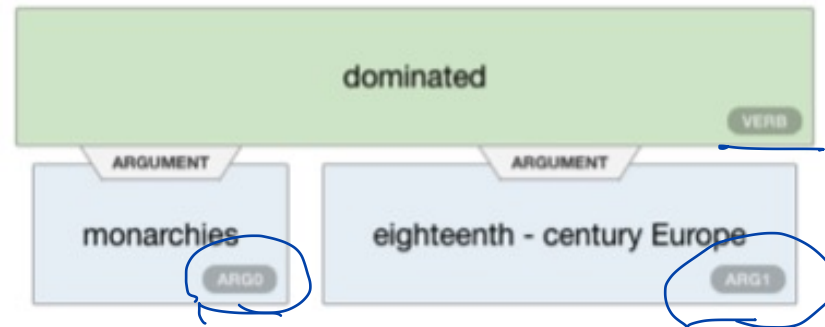 dominated
VERB
ARGUMENT ARGUMENT
monarchies eighteenth - century Europe
ARG0 ARG1